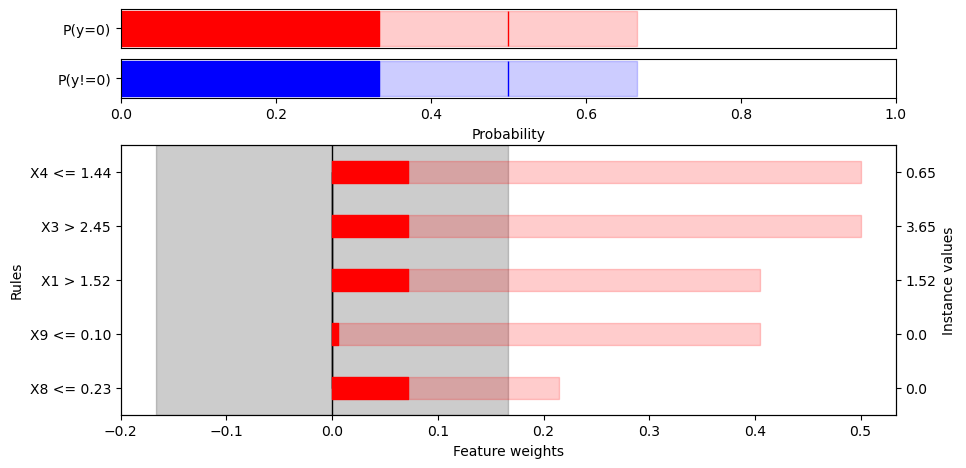 P(y=0)
P(y!=0)
0.0 0.2 0.4 0.6 0.8 1.0
Probability
X4 <= 1.44 0.65
X3 > 2.45 3.65
X1 > 1.52 1.52
X9 <= 0.10 0.0
X8 <= 0.23 0.0
Rules
Instance values
−0.2 −0.1 0.0 0.1 0.2 0.3 0.4 0.5
Feature weights